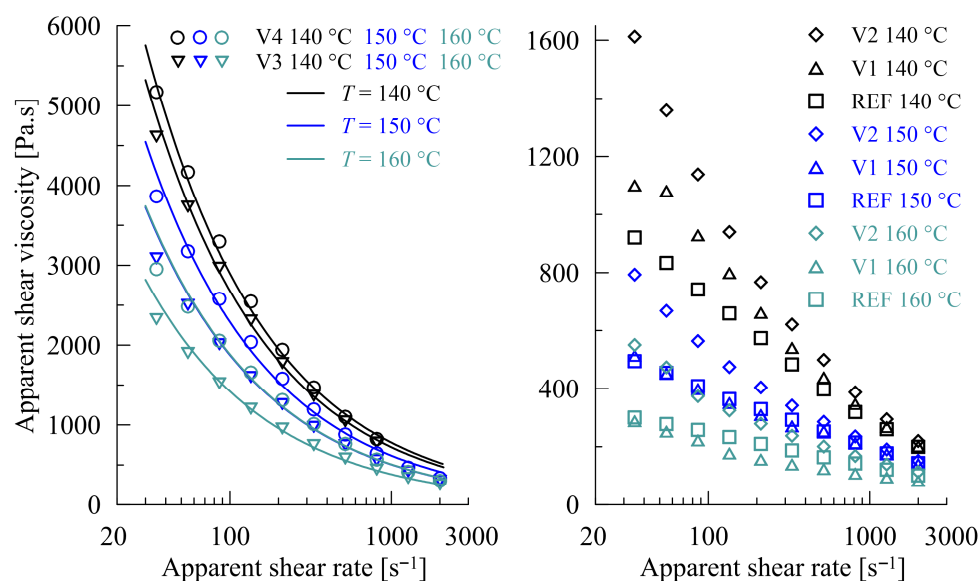 6000
5000
4000
3000
2000
1000
0
Apparent shear viscosity [Pa.s]
V4 140 °C 150 °C 160 °C
V3 140 °C 150 °C 160 °C
T = 140 °C
T = 150 °C
T = 160 °C
20 100 1000 3000
Apparent shear rate [s⁻¹]
1600
1200
800
400
0
V2 140 °C
V1 140 °C
REF 140 °C
V2 150 °C
V1 150 °C
REF 150 °C
V2 160 °C
V1 160 °C
REF 160 °C
20 100 1000 3000
Apparent shear rate [s⁻¹]